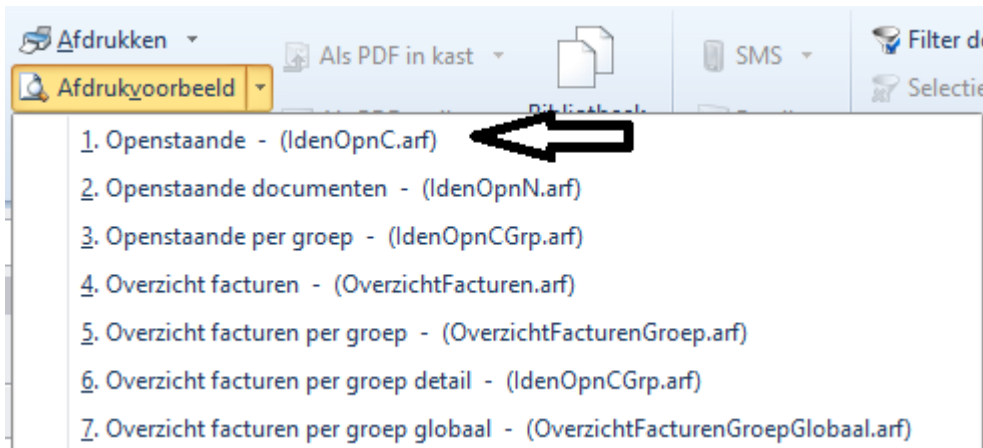 Afdrukken
Als PDF in kast
SMS
Filter
Afdrukvoorbeeld
Selectie
1. Openstaande - (IdenOpnC.arf)
2. Openstaande documenten - (IdenOpnN.arf)
3. Openstaande per groep - (IdenOpnCGrp.arf)
4. Overzicht facturen - (OverzichtFacturen.arf)
5. Overzicht facturen per groep - (OverzichtFacturenGroep.arf)
6. Overzicht facturen per groep detail - (IdenOpnCGrp.arf)
7. Overzicht facturen per groep globaal - (OverzichtFacturenGroepGlobaal.arf)